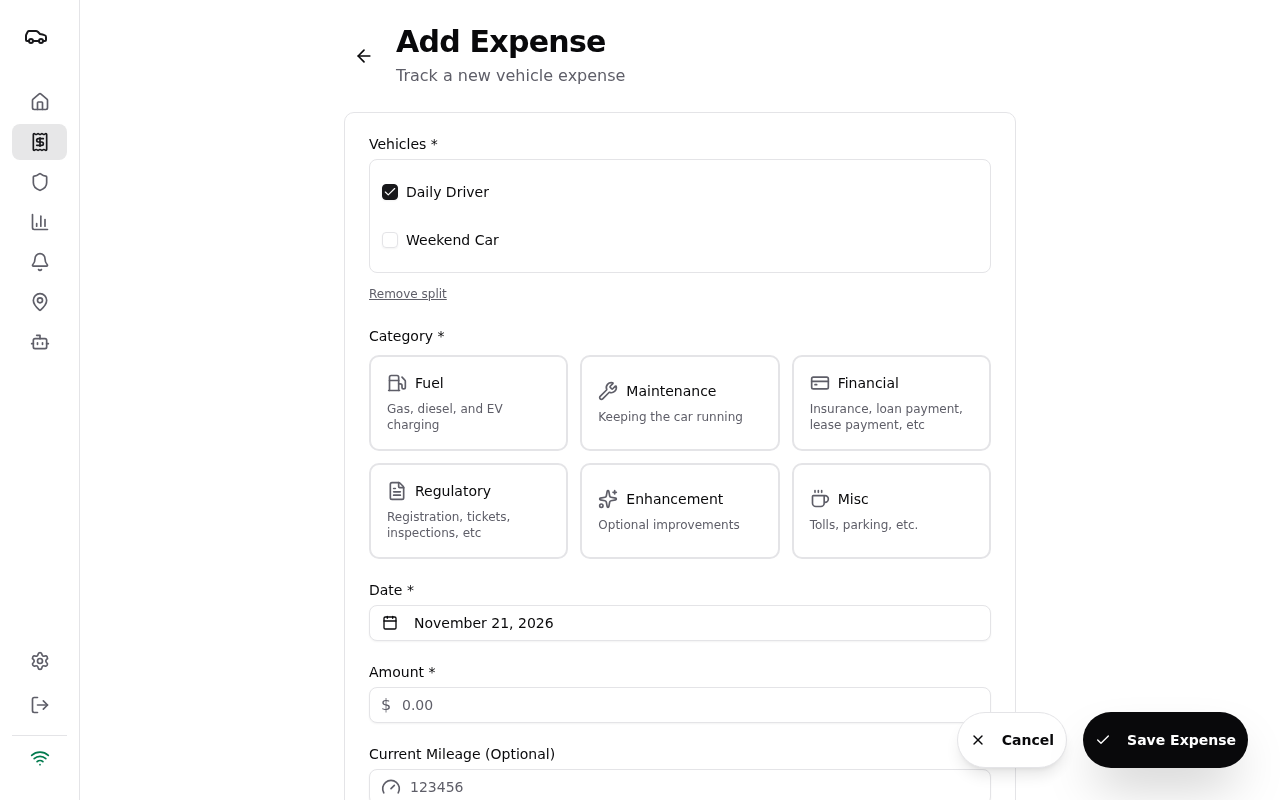 Add Expense
Track a new vehicle expense
Vehicles *
Daily Driver
Weekend Car
Remove split
Category *
Fuel
Gas, diesel, and EV
charging
Maintenance
Keeping the car running
Financial
Insurance, loan payment,
lease payment, etc
Regulatory
Registration, tickets,
inspections, etc
Enhancement
Optional improvements
Misc
Tolls, parking, etc.
Date *
November 21, 2026
Amount *
$ 0.00
Cancel
Save Expense
Current Mileage (Optional)
123456